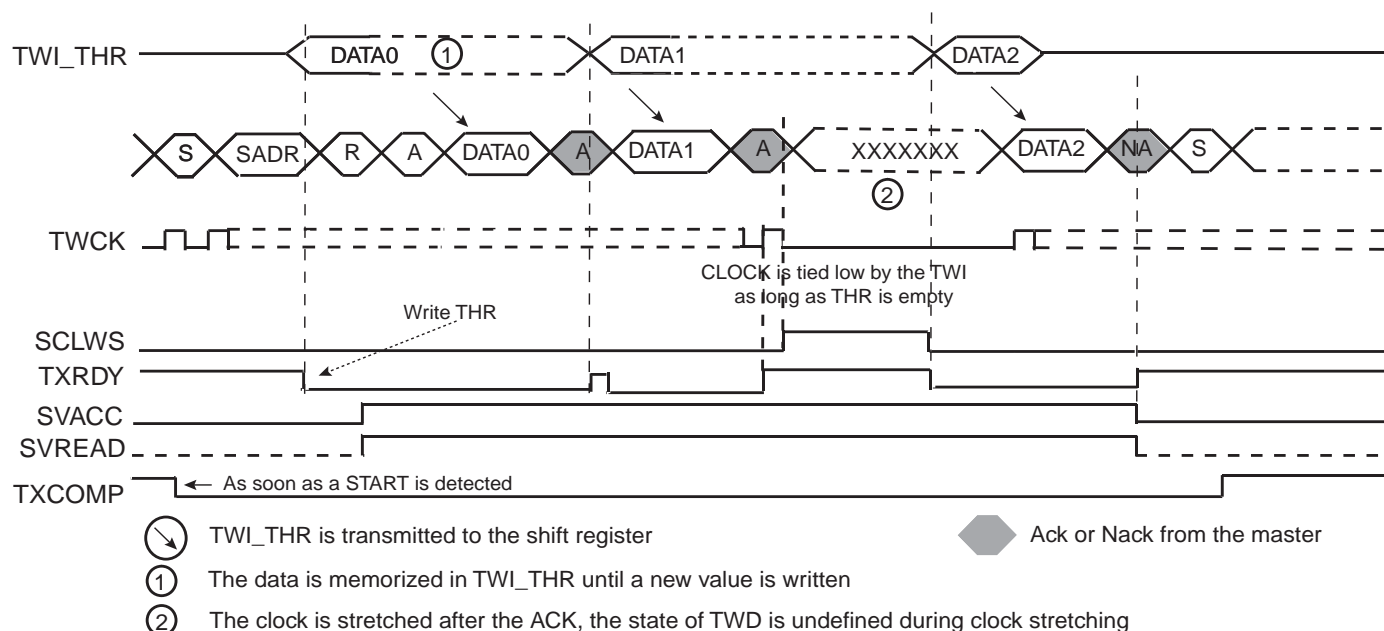 TWI_THR DATA0 1 DATA1 DATA2
S SADR R A DATA0 A DATA1 A XXXXXXX DATA2 NA S
2
TWCK
CLOCK is tied low by the TWI
as long as THR is empty
Write THR
SCLWS
TXRDY
SVACC
SVREAD
TXCOMP As soon as a START is detected
TWI_THR is transmitted to the shift register Ack or Nack from the master
1 The data is memorized in TWI_THR until a new value is written
2 The clock is stretched after the ACK, the state of TWD is undefined during clock stretching